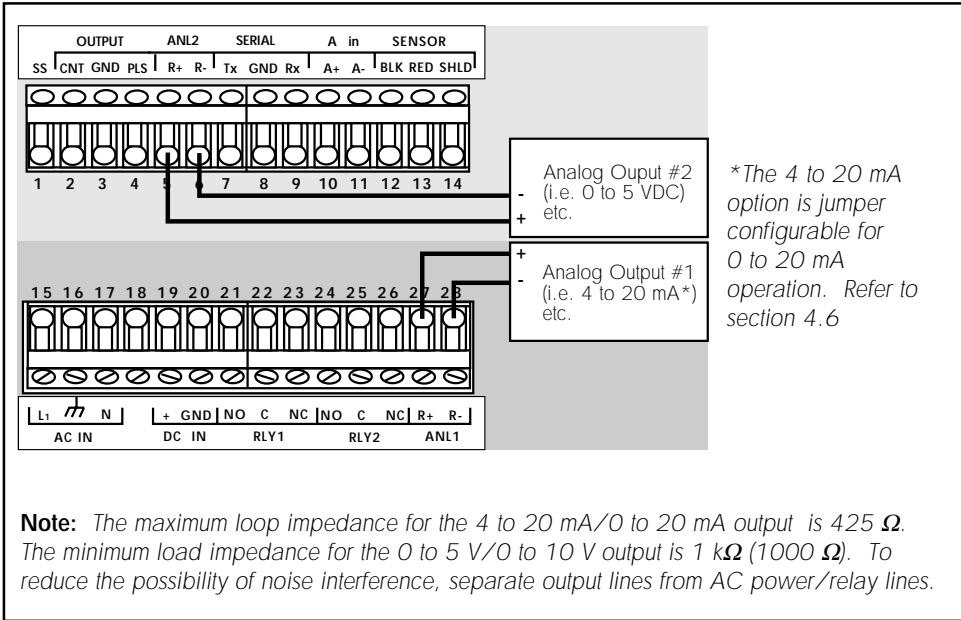 OUTPUT ANL2 SERIAL A in SENSOR
SS CNT GND PLS R+ R- Tx GND Rx A+ A- BLK RED SHLD
1 2 3 4 5 6 7 8 9 10 11 12 13 14
Analog Ouput #2
(i.e. 0 to 5 VDC)
etc.
-
+
+
-
Analog Output #1
(i.e. 4 to 20 mA*)
etc.
*The 4 to 20 mA
option is jumper
configurable for
0 to 20 mA
operation. Refer to
section 4.6
15 16 17 18 19 20 21 22 23 24 25 26 27 28
L1 N + GND NO C NC NO C NC R+ R-
AC IN DC IN RLY1 RLY2 ANL1
Note: The maximum loop impedance for the 4 to 20 mA/0 to 20 mA output is 425 Ω.
The minimum load impedance for the 0 to 5 V/0 to 10 V output is 1 kΩ (1000 Ω). To
reduce the possibility of noise interference, separate output lines from AC power/relay lines.